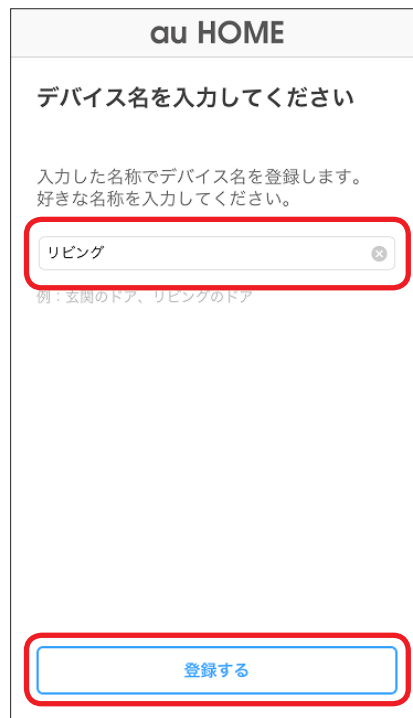 au HOME
デバイス名を入力してください
入力した名称でデバイス名を登録します。
好きな名称を入力してください。
リビング
例：玄関のドア、リビングのドア
登録する